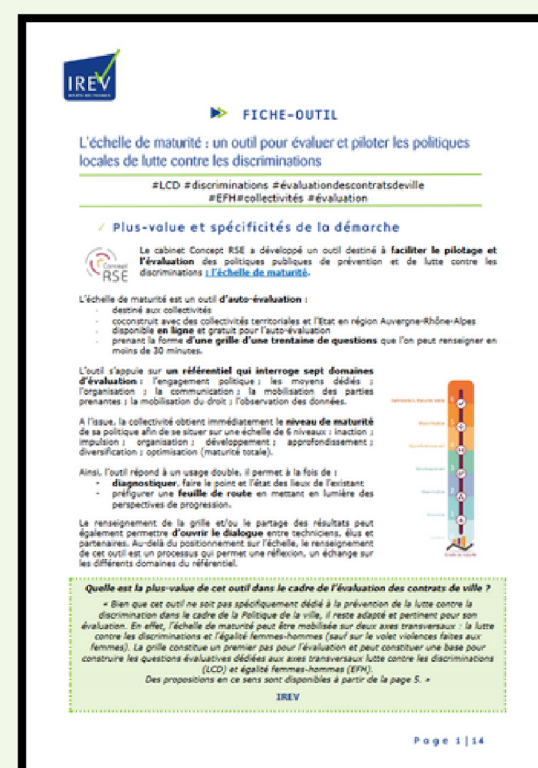 IREV
FICHE-OUTIL
L'échelle de maturité : un outil pour évaluer et piloter les politiques
locales de lutte contre les discriminations
#LCD #discriminations #évaluationdescontratsdeville
#EFH#collectivités #évaluation
✓ Plus-value et spécificités de la démarche
Concept
RSE
Le cabinet Concept RSE a développé un outil destiné à faciliter le pilotage et
l'évaluation des politiques publiques de prévention et de lutte contre les
discriminations : l'échelle de maturité.
L'échelle de maturité est un outil d'auto-évaluation :
- destiné aux collectivités
- coconstruit avec des collectivités territoriales et l'Etat en région Auvergne-Rhône-Alpes
- disponible en ligne et gratuit pour l'auto-évaluation
- prenant la forme d'une grille d'une trentaine de questions que l'on peut renseigner en
moins de 30 minutes.
L'outil s'appuie sur un référentiel qui interroge sept domaines
d'évaluation : l'engagement politique ; les moyens dédiés ;
l'organisation ; la communication ; la mobilisation des parties
prenantes ; la mobilisation du droit ; l'observation des données.
A l'issue, la collectivité obtient immédiatement le niveau de maturité
de sa politique afin de se situer sur une échelle de 6 niveaux : inaction ;
impulsion ; organisation ; développement ; approfondissement ;
diversification ; optimisation (maturité totale).
Ainsi, l'outil répond à un usage double, il permet à la fois de :
- diagnostiquer, faire le point et l'état des lieux de l'existant
- préfigurer une feuille de route en mettant en lumière des
perspectives de progression.
Le renseignement de la grille et/ou le partage des résultats peut
également permettre d'ouvrir le dialogue entre techniciens, élus et
partenaires. Au-delà du positionnement sur l'échelle, le renseignement
de cet outil est un processus qui permet une réflexion, un échange sur
les différents domaines du référentiel.
Quelle est la plus-value de cet outil dans le cadre de l'évaluation des contrats de ville ?
« Bien que cet outil ne soit pas spécifiquement dédié à la prévention de la lutte contre la
discrimination dans le cadre de la Politique de la ville, il reste adapté et pertinent pour son
évaluation. En effet, l'échelle de maturité peut être mobilisée sur deux axes transversaux : la lutte
contre les discriminations et l'égalité femmes-hommes (sauf sur le volet violences faites aux
femmes). La grille constitue un premier pas pour l'évaluation et peut constituer une base pour
construire les questions évaluatives dédiées aux axes transversaux lutte contre les discriminations
(LCD) et égalité femmes-hommes (EFH).
Des propositions en ce sens sont disponibles à partir de la page 5. »
IREV
Page 1|14